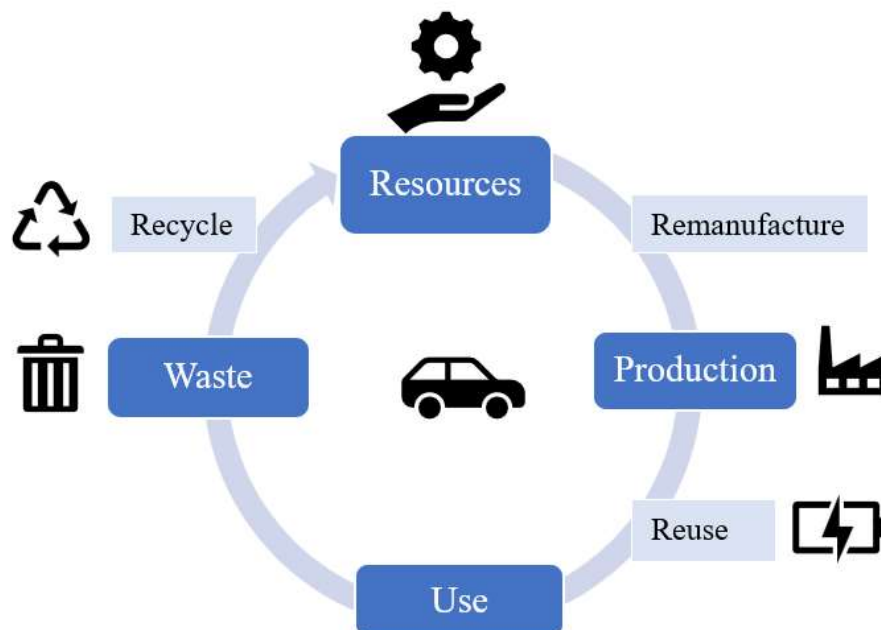 Resources
Recycle
Remanufacture
Waste
Production
Reuse
Use